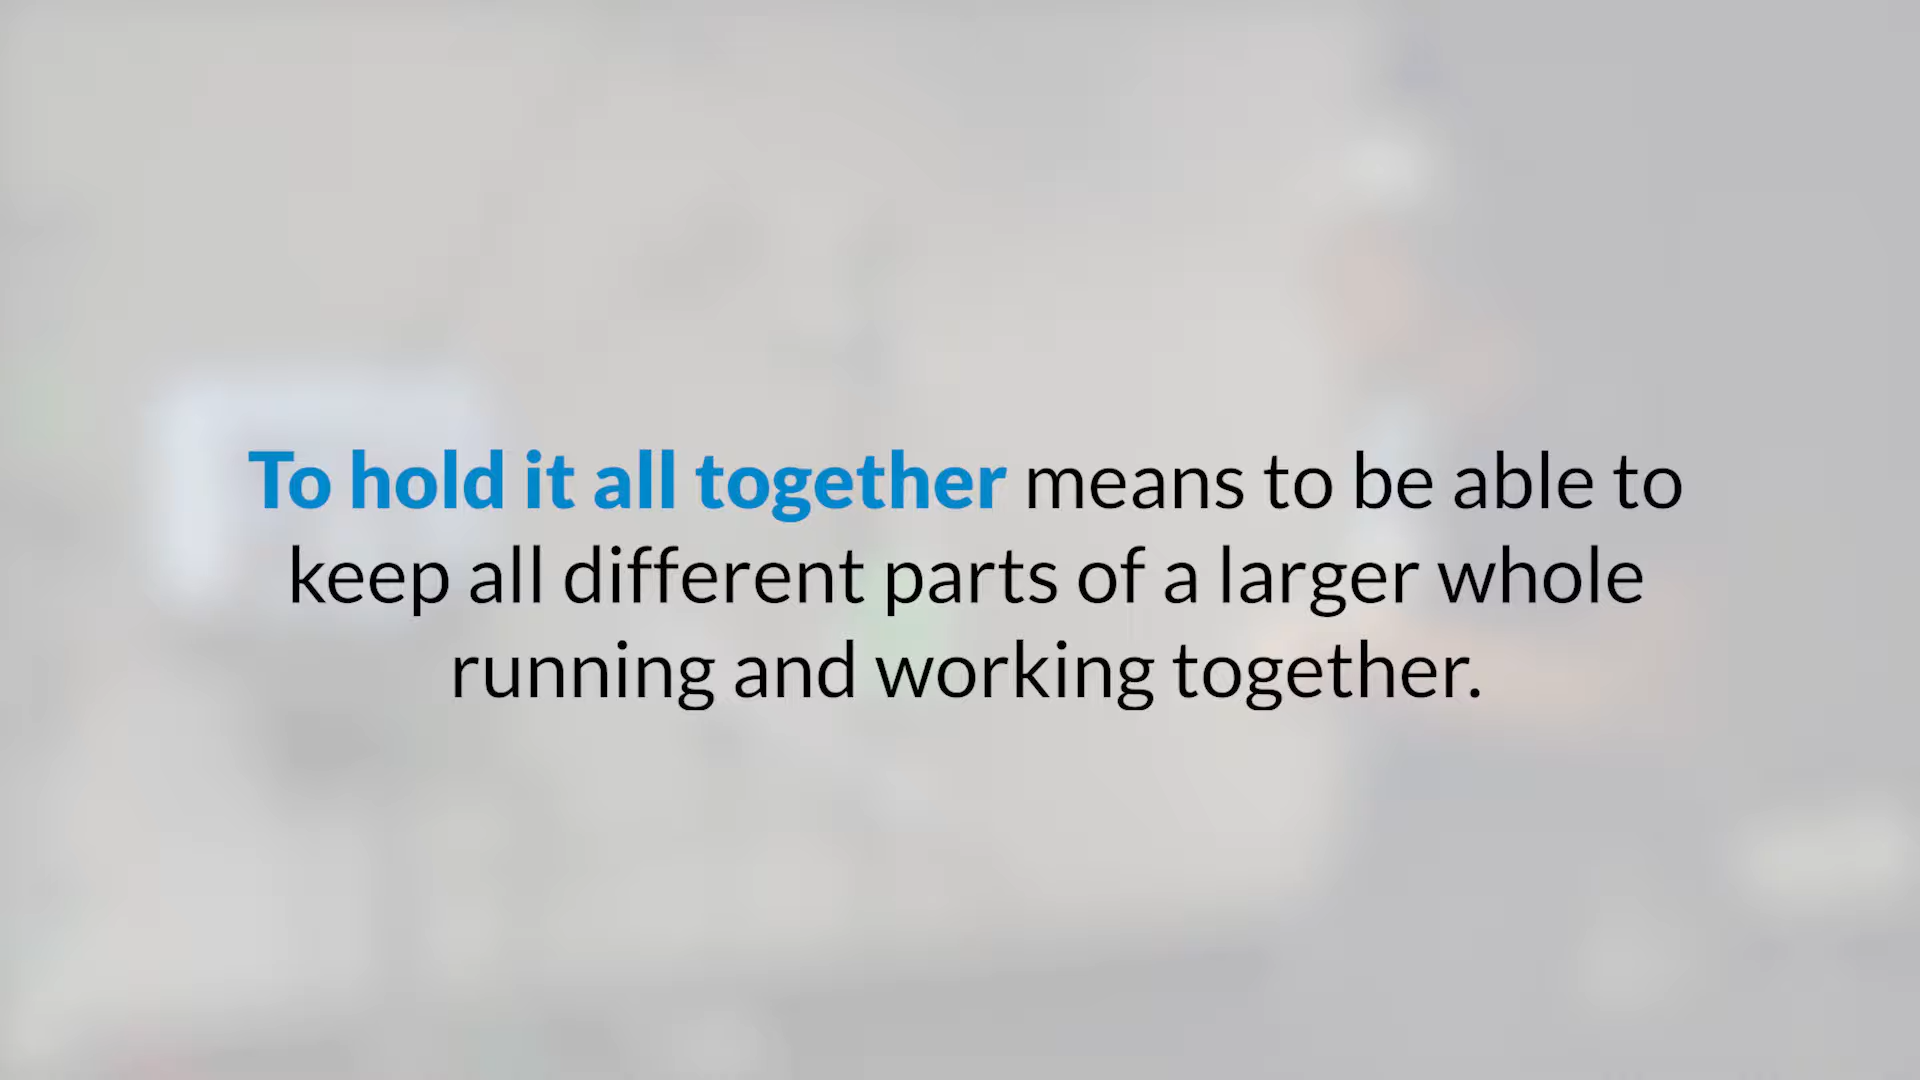 To hold it all together means to be able to
keep all different parts of a larger whole
running and working together.